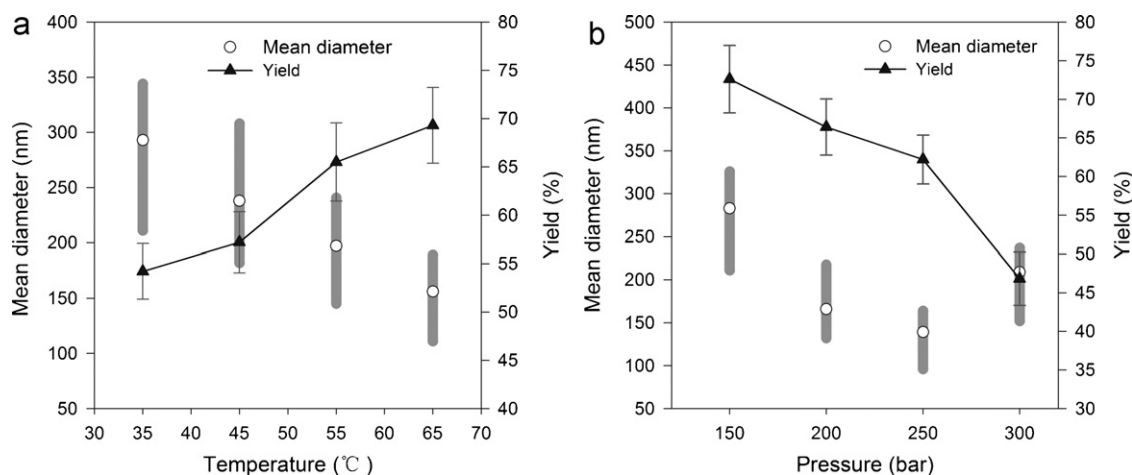 a
Mean diameter
Yield
Mean diameter (nm)
400
350
300
250
200
150
100
50
80
75
70
65
60
55
50
45
40
Yield (%)
30 35 40 45 50 55 60 65 70
Temperature (℃)
b
Mean diameter
Yield
Mean diameter (nm)
500
450
400
350
300
250
200
150
100
50
80
75
70
65
60
55
50
45
40
35
30
Yield (%)
150 200 250 300
Pressure (bar)